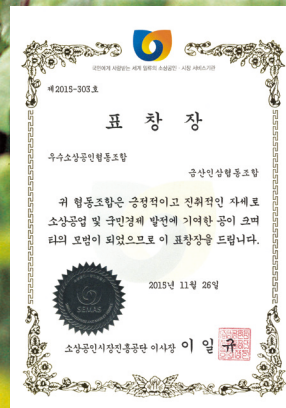 국민에게 사랑받는 세계 일류의 소상공인·시장 서비스기관
제2015-303호
표 창 장
우수소상공인협동조합
금산인삼협동조합
귀 협동조합은 긍정적이고 진취적인 자세로
소상공업 및 국민경제 발전에 기여한 공이 크며
타의 모범이 되었으므로 이 표창장을 드립니다.
2015년 11월 26일
SEMAS
소상공인시장진흥공단 이사장 이 일 규